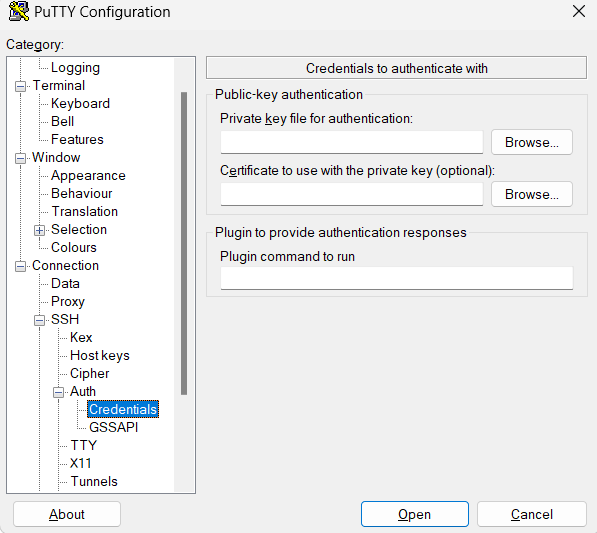 PuTTY Configuration
Category:
Logging
Terminal
Keyboard
Bell
Features
Window
Appearance
Behaviour
Translation
Selection
Colours
Connection
Data
Proxy
SSH
Kex
Host keys
Cipher
Auth
Credentials
GSSAPI
TTY
X11
Tunnels
Credentials to authenticate with
Public-key authentication
Private key file for authentication:
Browse...
Certificate to use with the private key (optional):
Browse...
Plugin to provide authentication responses
Plugin command to run
About
Open
Cancel